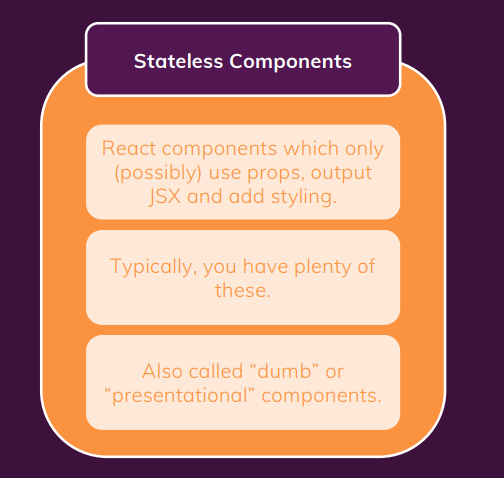 Stateless Components
React components which only
(possibly) use props, output
JSX and add styling.
Typically, you have plenty of
these.
Also called “dumb” or
“presentational” components.